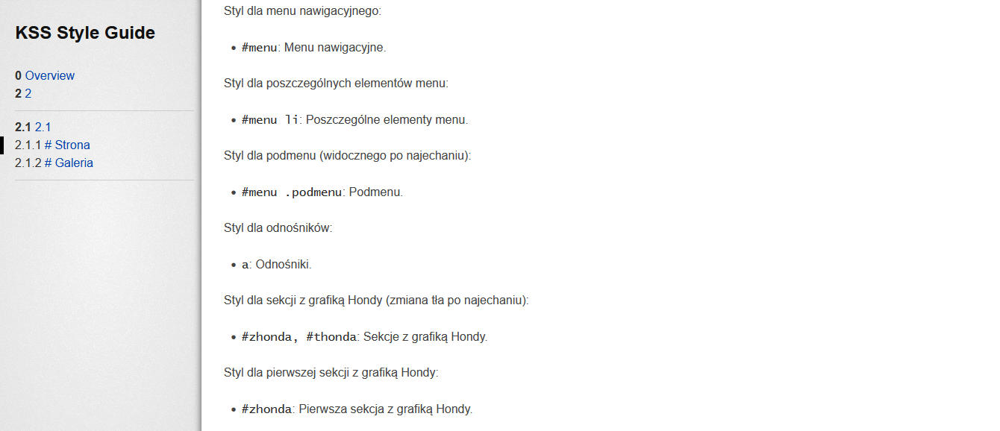 KSS Style Guide
0 Overview
2 2
2.1 2.1
2.1.1 # Strona
2.1.2 # Galeria
Styl dla menu nawigacyjnego:
• #menu: Menu nawigacyjne.
Styl dla poszczególnych elementów menu:
• #menu li: Poszczególne elementy menu.
Styl dla podmenu (widocznego po najechaniu):
• #menu .podmenu: Podmenu.
Styl dla odnośników:
• a: Odnośniki.
Styl dla sekcji z grafiką Hondy (zmiana tła po najechaniu):
• #zhonda, #thonda: Sekcje z grafiką Hondy.
Styl dla pierwszej sekcji z grafiką Hondy:
• #zhonda: Pierwsza sekcja z grafiką Hondy.